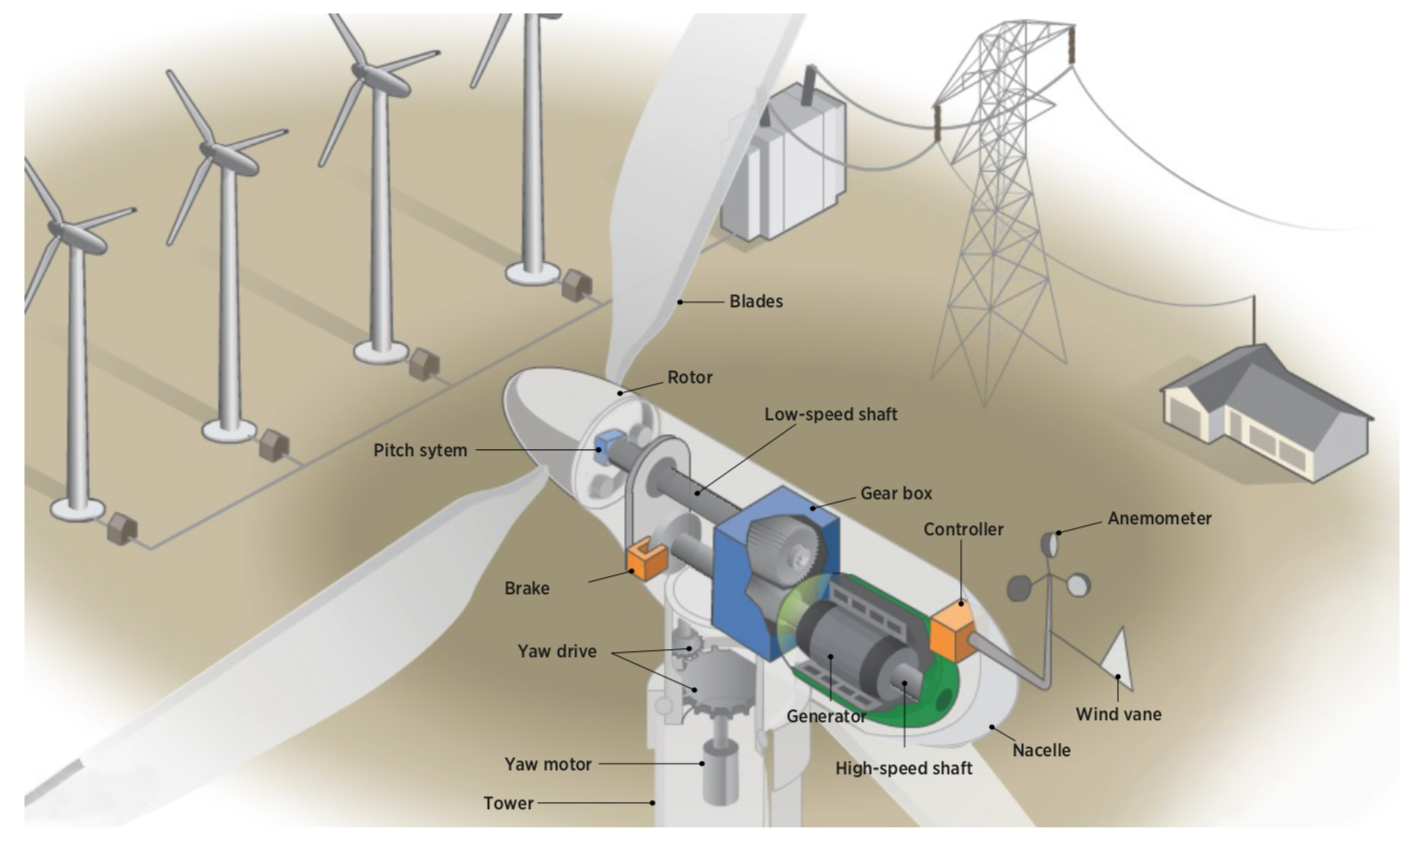 Blades
Rotor
Low-speed shaft
Pitch sytem
Gear box
Anemometer
Controller
Brake
Yaw drive
Generator
Wind vane
Nacelle
Yaw motor
High-speed shaft
Tower